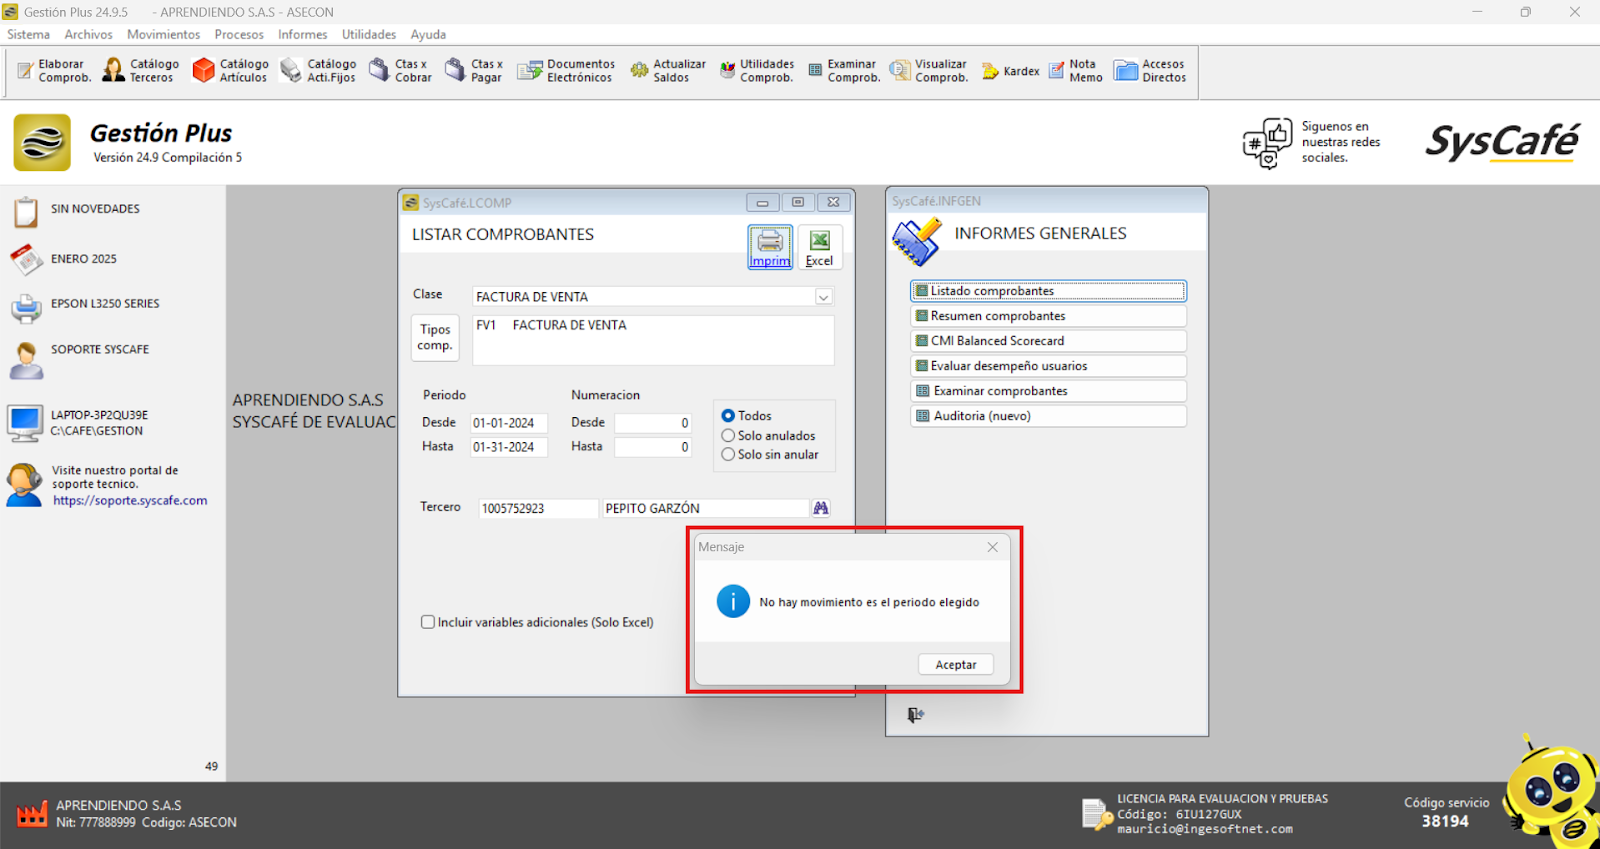 Gestión Plus 24.9.5 - APRENDIENDO S.A.S - ASECON
Sistema Archivos Movimientos Procesos Informes Utilidades Ayuda
Elaborar Comprob.
Catálogo Terceros
Catálogo Artículos
Catálogo Acti.Fijos
Ctas x Cobrar
Ctas x Pagar
Documentos Electrónicos
Actualizar Saldos
Utilidades Comprob.
Examinar Comprob.
Visualizar Comprob.
Kardex
Nota Memo
Accesos Directos
Gestión Plus
Versión 24.9 Compilación 5
Siguenos en
nuestras redes
sociales.
SysCafé
SIN NOVEDADES
ENERO 2025
EPSON L3250 SERIES
SOPORTE SYSCAFE
LAPTOP-3P2QU39E
C:\CAFE\GESTION
Visite nuestro portal de
soporte tecnico.
https://soporte.syscafe.com
49
APRENDIENDO S.A.S
SYSCAFÉ DE EVALUAC
SysCafé.LCOMP
LISTAR COMPROBANTES
Imprim
Excel
Clase FACTURA DE VENTA
Tipos
comp.
FV1 FACTURA DE VENTA
Periodo Numeracion
Desde 01-01-2024 Desde 0
Hasta 01-31-2024 Hasta 0
Todos
Solo anulados
Solo sin anular
Tercero 1005752923 PEPITO GARZÓN
Incluir variables adicionales (Solo Excel)
SysCafé.INFGEN
INFORMES GENERALES
Listado comprobantes
Resumen comprobantes
CMI Balanced Scorecard
Evaluar desempeño usuarios
Examinar comprobantes
Auditoria (nuevo)
Mensaje
No hay movimiento es el periodo elegido
Aceptar
APRENDIENDO S.A.S
Nit: 777888999 Codigo: ASECON
LICENCIA PARA EVALUACION Y PRUEBAS
Código: 6IU127GUX
mauricio@ingesoftnet.com
Código servicio
38194